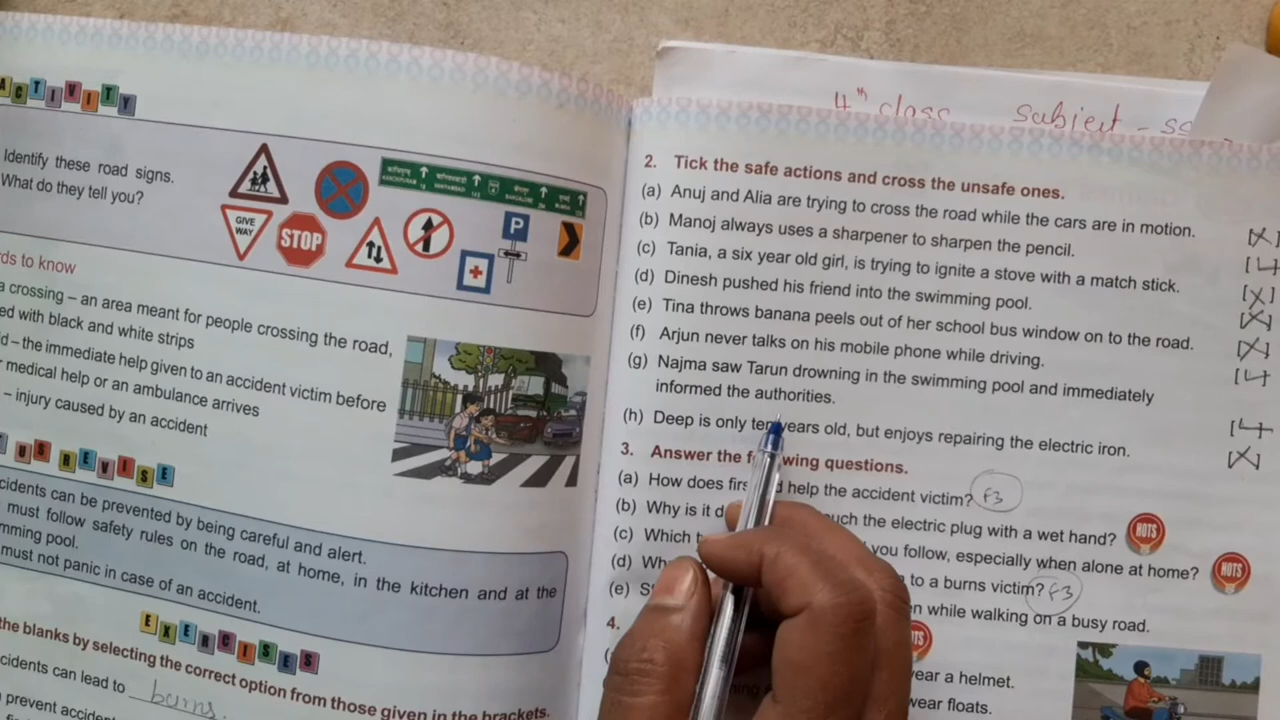 ACTIVITY
Identify these road signs.
What do they tell you?
GIVE
WAY
STOP
P
to know
a crossing – an area meant for people crossing the road,
with black and white strips
– the immediate help given to an accident victim before
medical help or an ambulance arrives
– injury caused by an accident
US REVISE
can be prevented by being careful and alert.
must follow safety rules on the road, at home, in the kitchen and at the
pool.
must not panic in case of an accident.
EXERCISES
the blanks by selecting the correct option from those given in the brackets.
can lead to burns.
prevent
4th class Subject -
2. Tick the safe actions and cross the unsafe ones.
(a) Anuj and Alia are trying to cross the road while the cars are in motion.
(b) Manoj always uses a sharpener to sharpen the pencil.
(c) Tania, a six year old girl, is trying to ignite a stove with a match stick.
(d) Dinesh pushed his friend into the swimming pool.
(e) Tina throws banana peels out of her school bus window on to the road.
(f) Arjun never talks on his mobile phone while driving.
(g) Najma saw Tarun drowning in the swimming pool and immediately
informed the authorities.
(h) Deep is only ten years old, but enjoys repairing the electric iron.
3. Answer the following questions.
(a) How does help the accident victim? F3
(b) Why is it the electric plug with a wet hand? HOTS
(c) Which you follow, especially when alone at home? HOTS
(d) to a burns victim? F3
(e) while walking on a busy road.
4.
a helmet.
wear floats.